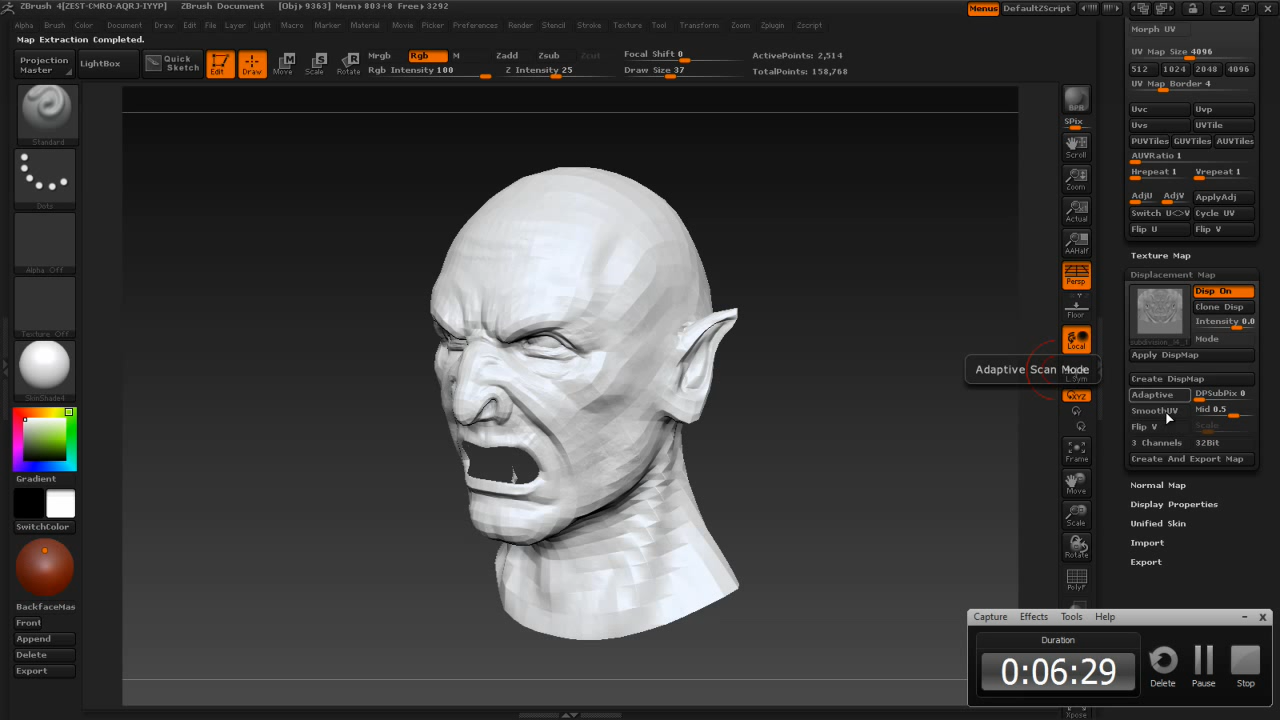 ZBrush 4[ZEST-CMRO-AQRJ-IYYP] ZBrush Document [Obj>9363] Mem>803+0 Free>3292 Menus DefaultZScript
Alpha Brush Color Document Draw Edit File Layer Light Macro Marker Material Movie Picker Preferences Render Stencil Stroke Texture Tool Transform Zoom Zplugin Zscript
Map Extraction Completed.
Projection Master
LightBox
Quick Sketch
Edit
Draw
Move
Scale
Rotate
Mrgb Rgb M Zadd Zsub Zcut
Rgb Intensity 100 Z Intensity 25
Focal Shift 0
Draw Size 37
ActivePoints: 2,514
TotalPoints: 158,768
Standard
Dots
Alpha Off
Texture Off
SkinShade4
Gradient
SwitchColor
BackfaceMas
Front
Append
Delete
Export
BPR
SPix
Scroll
Zoom
Actual
AAHalf
Persp
Floor
Local
L.Sym
XYZ
Frame
Move
Scale
Rotate
PolyF
Xpose
Adaptive Scan Mode
Morph UV
UV Map Size 4096
512 1024 2048 4096
UV Map Border 4
Uvc Uvp
Uvs UVTile
PUVTiles GUVTiles AUVTiles
AUVRatio 1
Hrepeat 1 Vrepeat 1
AdjU AdjV ApplyAdj
Switch U<>V Cycle UV
Flip U Flip V
Texture Map
Displacement Map
Disp On
Clone Disp
Intensity 0.0
Mode
Apply DispMap
Create DispMap
Adaptive DPSubPix 0
SmoothUV Mid 0.5
Flip V Scale
3 Channels 32Bit
Create And Export Map
Normal Map
Display Properties
Unified Skin
Import
Export
Capture Effects Tools Help
Duration
0:06:29
Delete Pause Stop